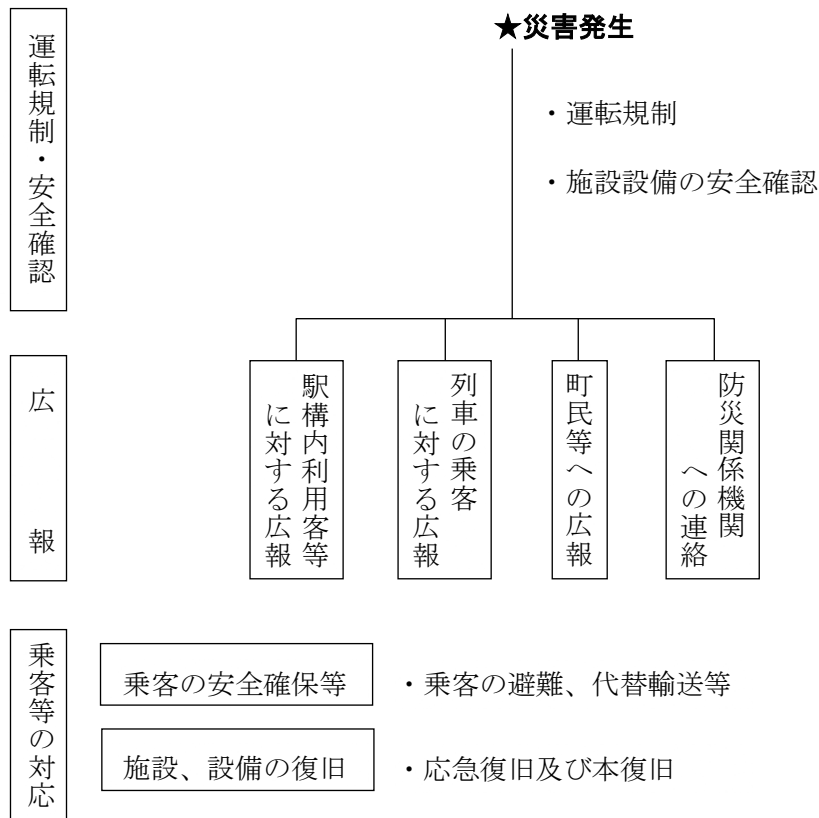 ★災害発生
運転規制・安全確認
・運転規制
・施設設備の安全確認
広報
駅構内利用客等
に対する広報
列車の乗客
に対する広報
町民等への広報
防災関係機関
への連絡
乗客等の対応
乗客の安全確保等
・乗客の避難、代替輸送等
施設、設備の復旧
・応急復旧及び本復旧